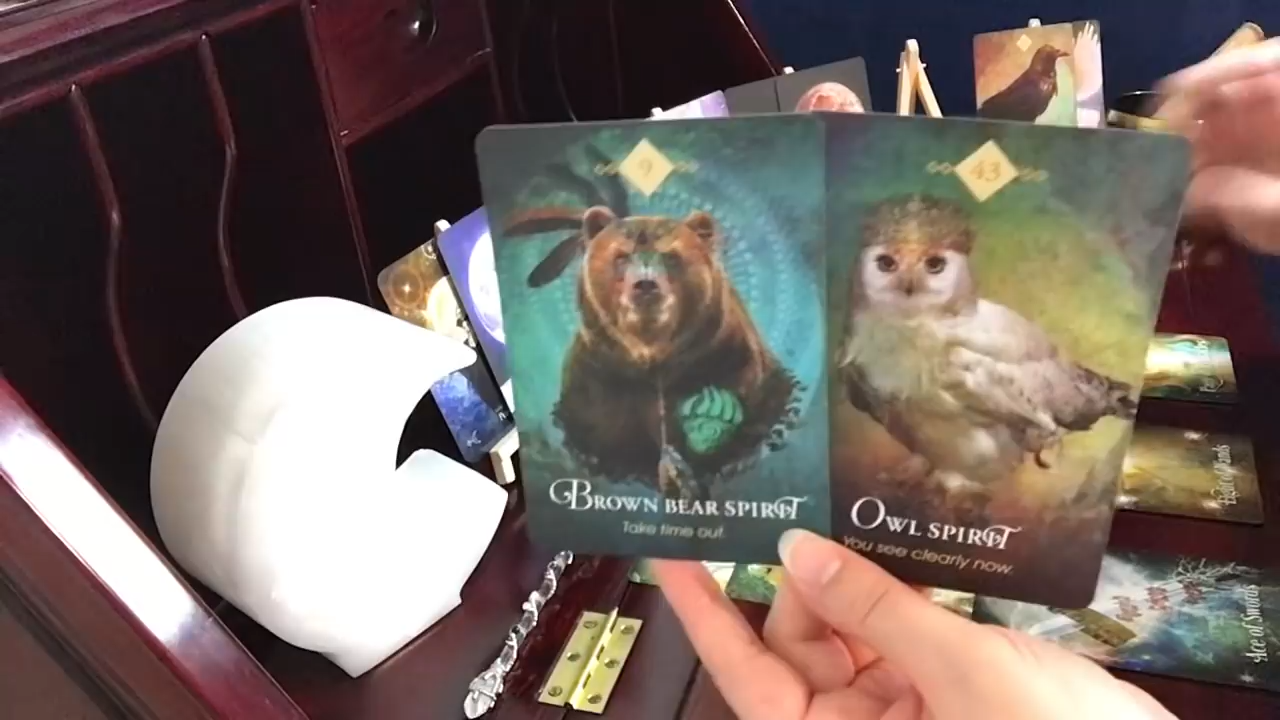 9
43
BROWN BEAR SPIRIT
Take time out.
OWL SPIRIT
You see clearly now.
Ace of Swords